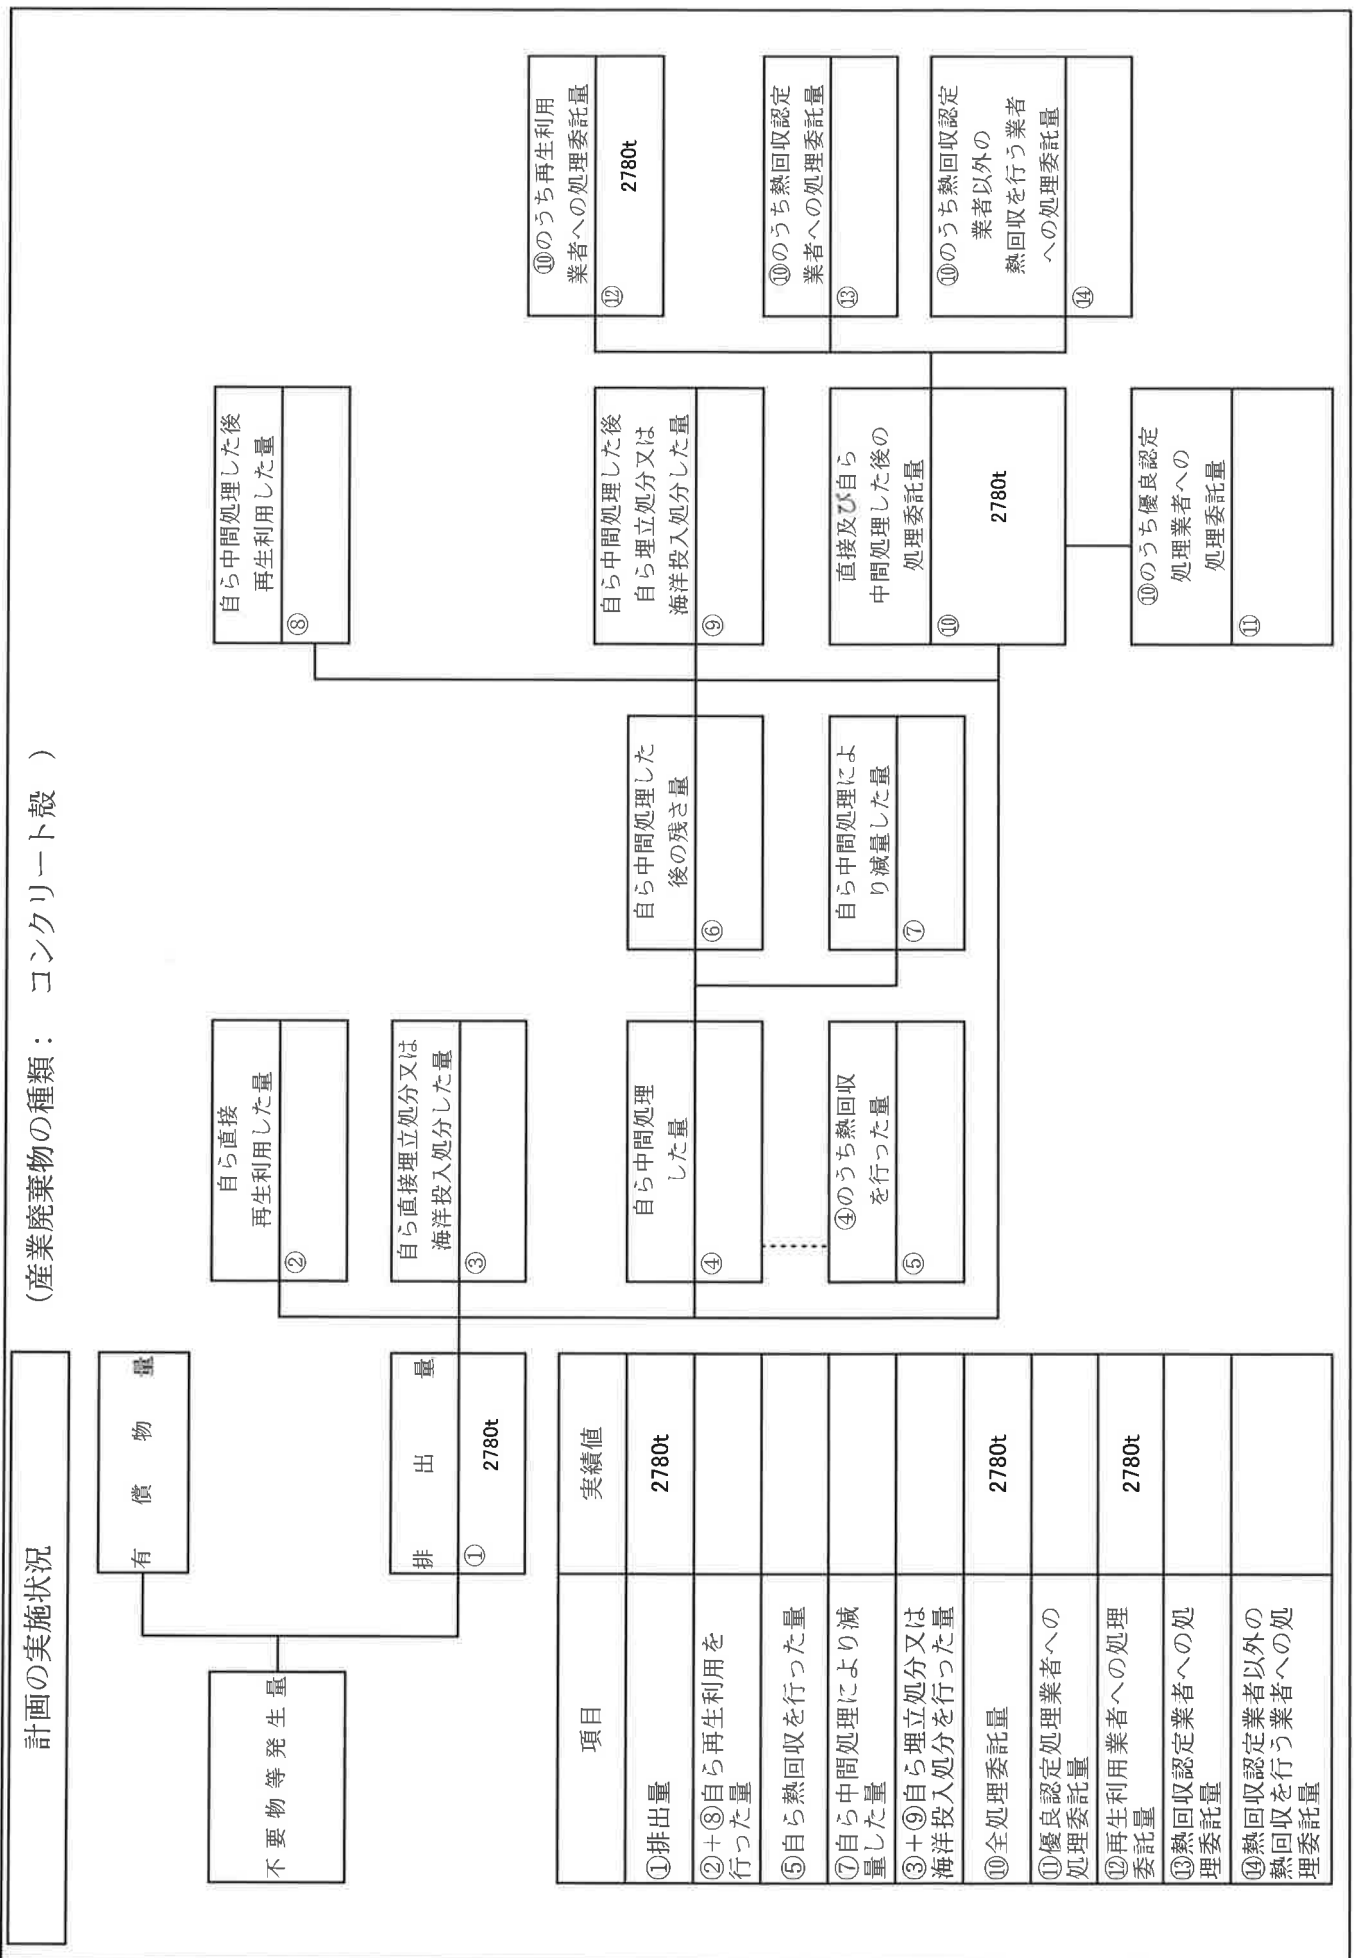 計画の実施状況
(産業廃棄物の種類： コンクリート殻 )
不要物等発生量
有償物量
排出量
①
2780t
自ら直接
再生利用した量
②
自ら直接埋立処分又は
海洋投入処分した量
③
自ら中間処理
した量
④
④のうち熱回収
を行った量
⑤
自ら中間処理した
後の残さ量
⑥
自ら中間処理によ
り減量した量
⑦
自ら中間処理した後
再生利用した量
⑧
自ら中間処理した後
自ら埋立処分又は
海洋投入処分した量
⑨
直接及び自ら
中間処理した後の
処理委託量
⑩
2780t
⑩のうち優良認定
処理業者への
処理委託量
⑪
⑩のうち再生利用
業者への処理委託量
⑫
2780t
⑩のうち熱回収認定
業者への処理委託量
⑬
⑩のうち熱回収認定
業者以外の
熱回収を行う業者
への処理委託量
⑭
項目 実績値
①排出量 2780t
②＋⑧自ら再生利用を
行った量
⑤自ら熱回収を行った量
⑦自ら中間処理により減
量した量
③＋⑨自ら埋立処分又は
海洋投入処分を行った量
⑩全処理委託量 2780t
⑪優良認定処理業者への
処理委託量
⑫再生利用業者への処理
委託量 2780t
⑬熱回収認定業者への処
理委託量
⑭熱回収認定業者以外の
熱回収を行う業者への処
理委託量